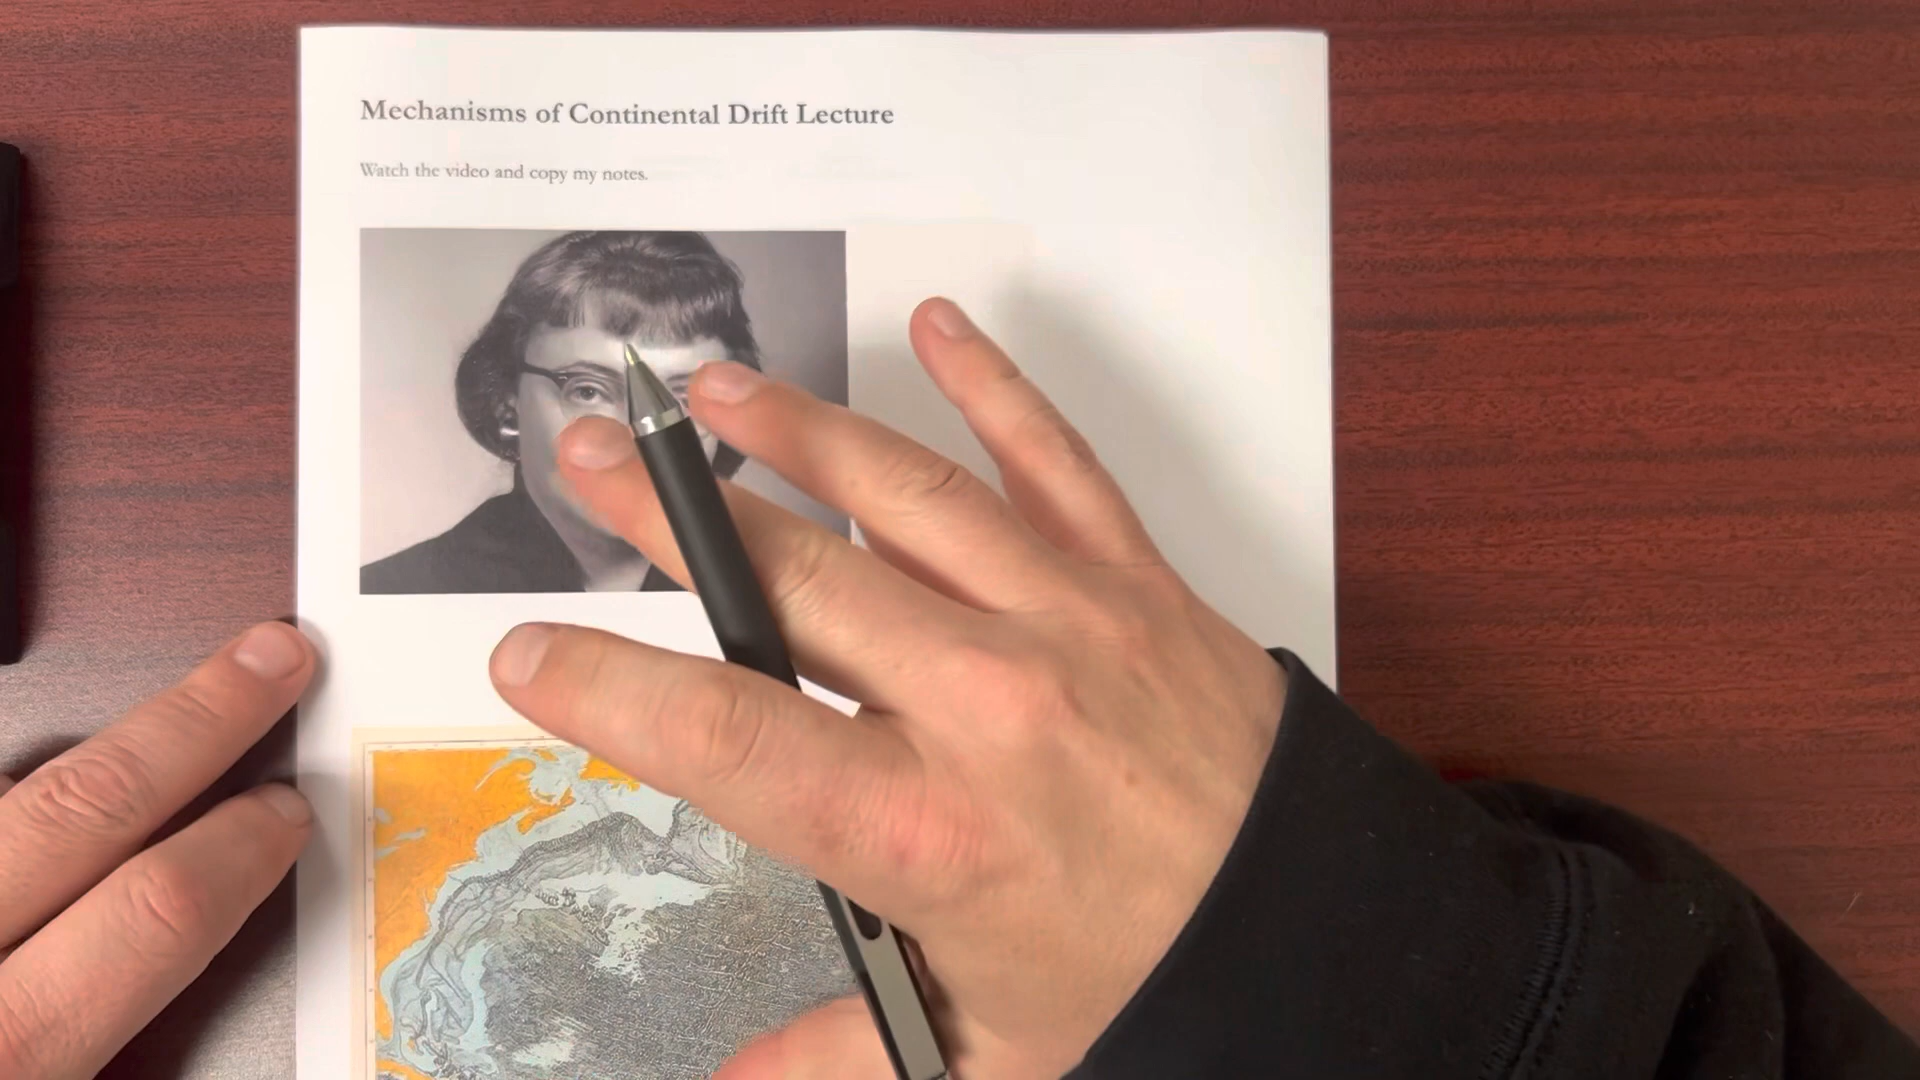 Mechanisms of Continental Drift Lecture
Watch the video and copy my notes.